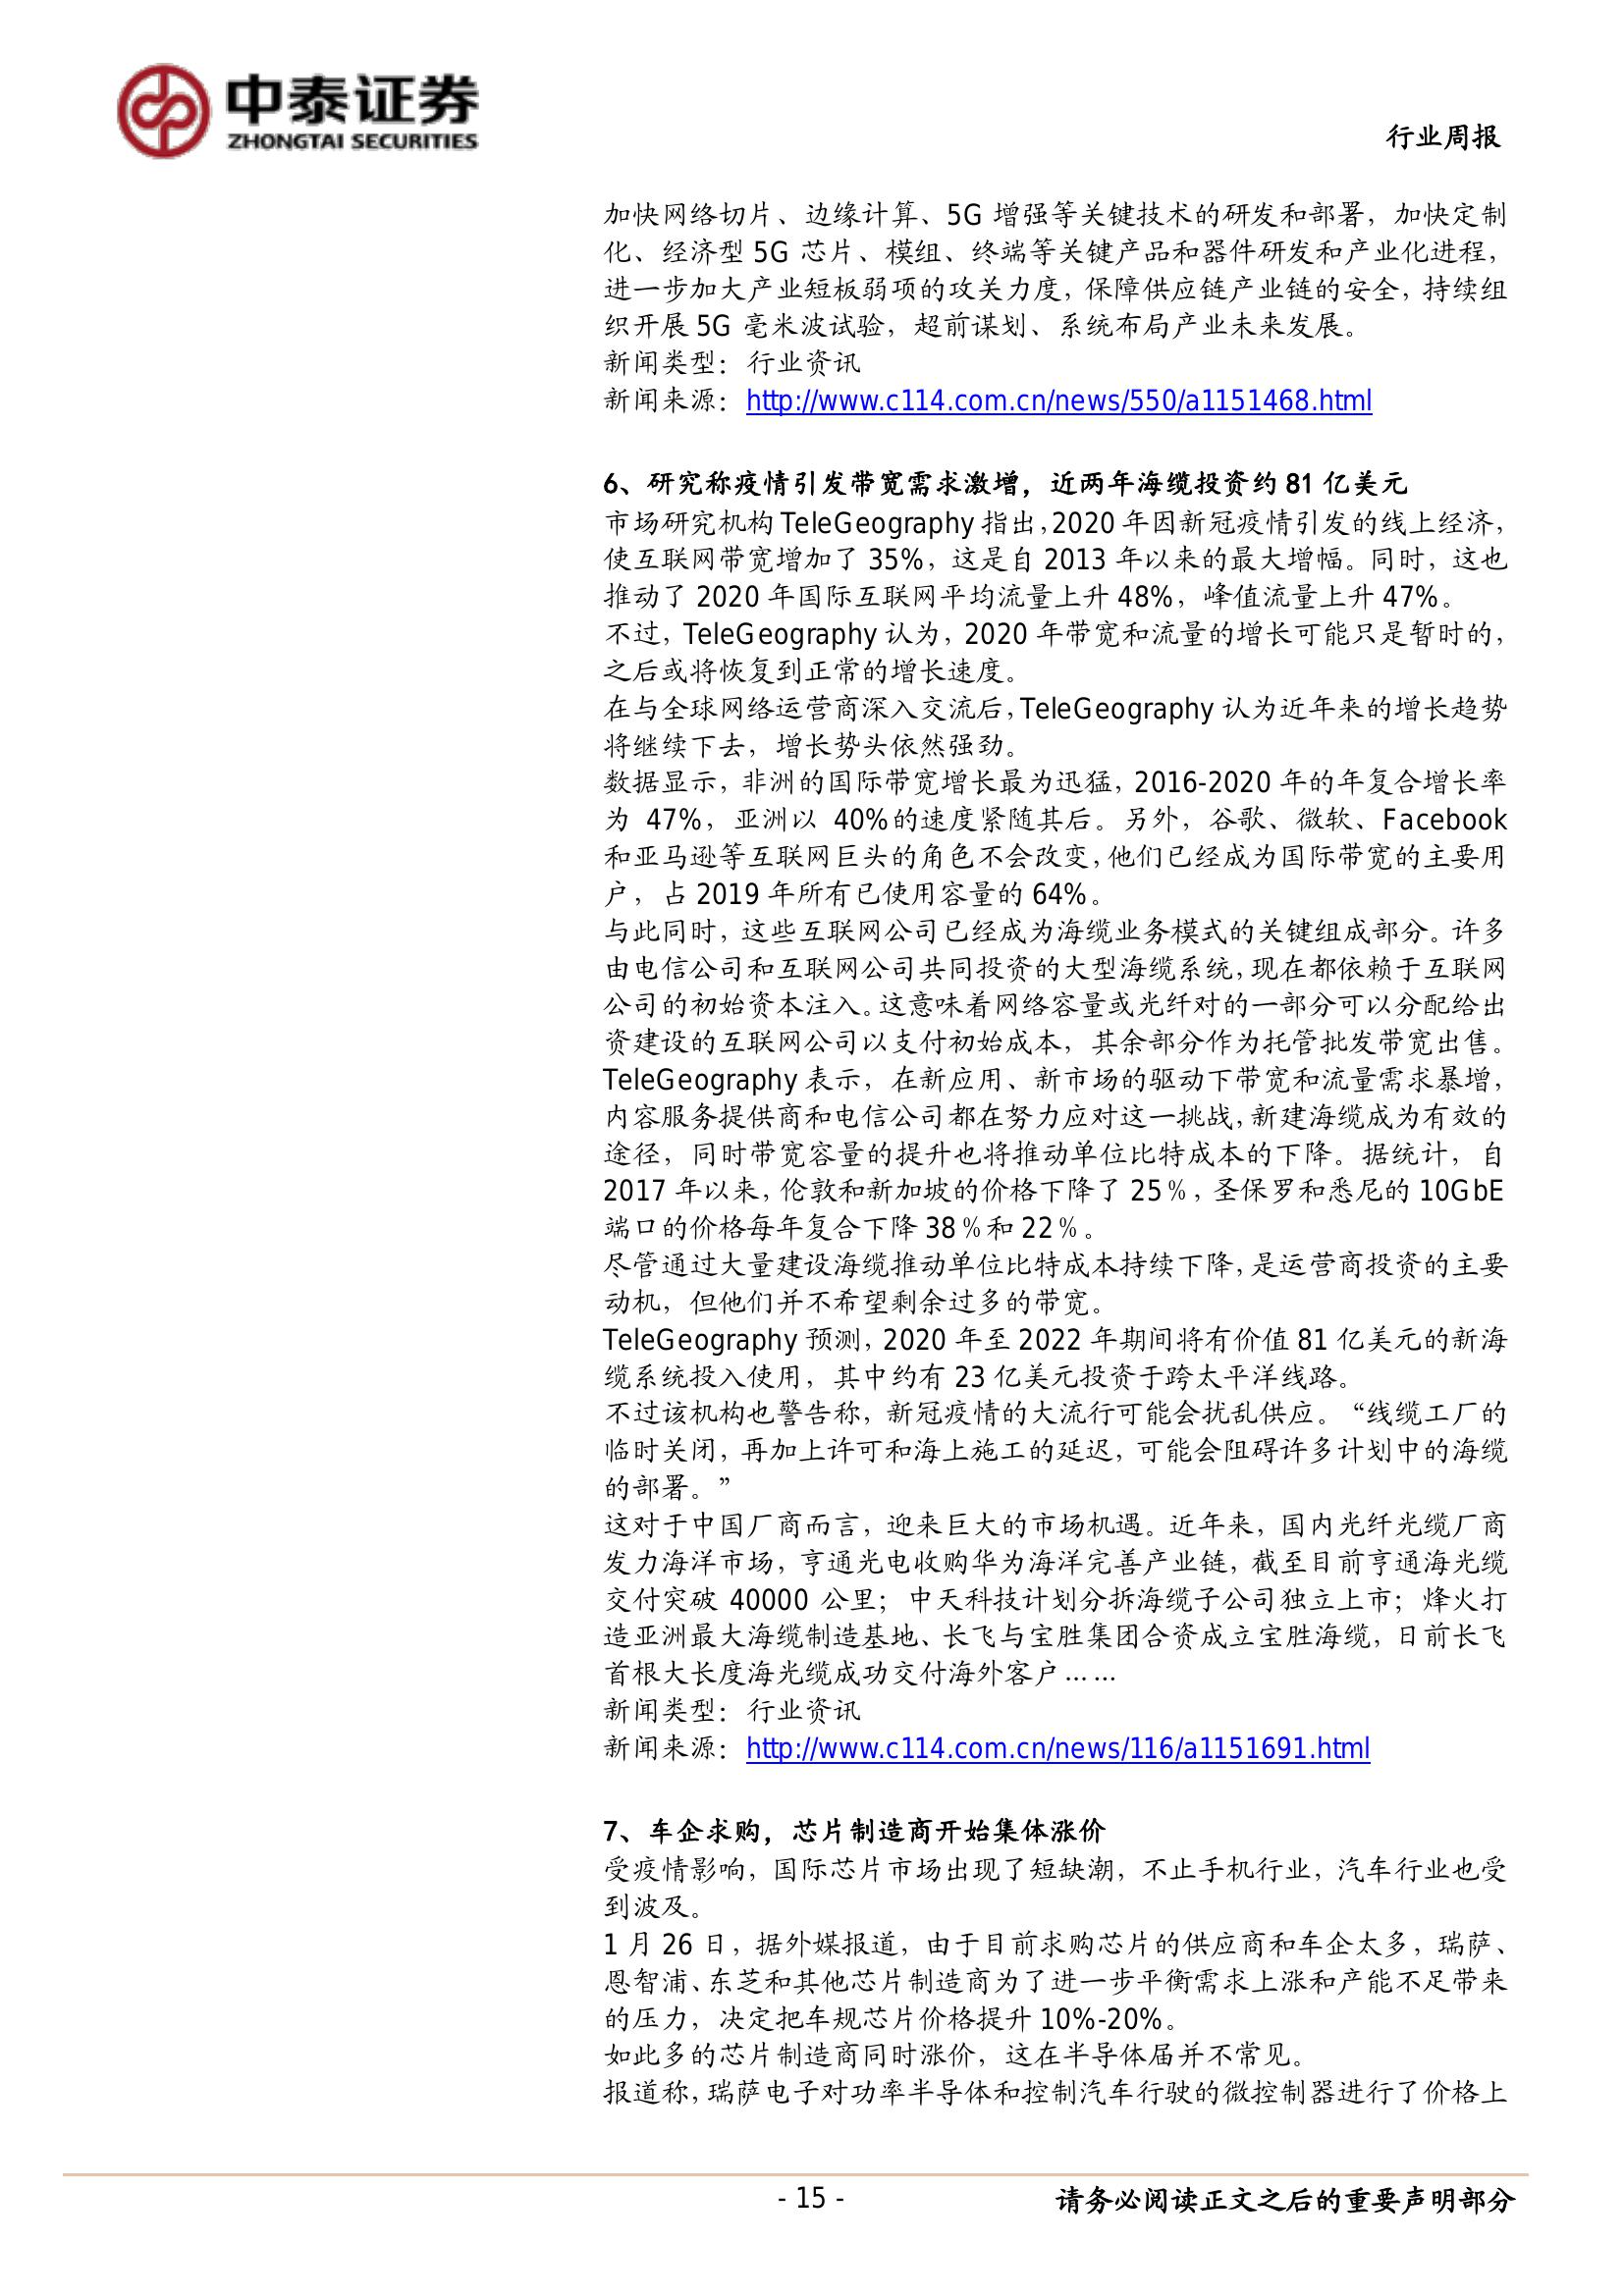 中泰证券
ZHONGTAI SECURITIES
行业周报
加快网络切片、边缘计算、5G 增强等关键技术的研发和部署，加快定制
化、经济型 5G 芯片、模组、终端等关键产品和器件研发和产业化进程，
进一步加大产业短板弱项的攻关力度，保障供应链产业链的安全，持续组
织开展 5G 毫米波试验，超前谋划、系统布局产业未来发展。
新闻类型：行业资讯
新闻来源：http://www.c114.com.cn/news/550/a1151468.html
6、研究称疫情引发带宽需求激增，近两年海缆投资约 81 亿美元
市场研究机构 TeleGeography 指出，2020 年因新冠疫情引发的线上经济，
使互联网带宽增加了 35%，这是自 2013 年以来的最大增幅。同时，这也
推动了 2020 年国际互联网平均流量上升 48%，峰值流量上升 47%。
不过，TeleGeography 认为，2020 年带宽和流量的增长可能只是暂时的，
之后或将恢复到正常的增长速度。
在与全球网络运营商深入交流后，TeleGeography 认为近年来的增长趋势
将继续下去，增长势头依然强劲。
数据显示，非洲的国际带宽增长最为迅猛，2016-2020 年的年复合增长率
为 47%，亚洲以 40%的速度紧随其后。另外，谷歌、微软、Facebook
和亚马逊等互联网巨头的角色不会改变，他们已经成为国际带宽的主要用
户，占 2019 年所有已使用容量的 64%。
与此同时，这些互联网公司已经成为海缆业务模式的关键组成部分。许多
由电信公司和互联网公司共同投资的大型海缆系统，现在都依赖于互联网
公司的初始资本注入。这意味着网络容量或光纤对的一部分可以分配给出
资建设的互联网公司以支付初始成本，其余部分作为托管批发带宽出售。
TeleGeography 表示，在新应用、新市场的驱动下带宽和流量需求暴增，
内容服务提供商和电信公司都在努力应对这一挑战，新建海缆成为有效的
途径，同时带宽容量的提升也将推动单位比特成本的下降。据统计，自
2017 年以来，伦敦和新加坡的价格下降了 25％，圣保罗和悉尼的 10GbE
端口的价格每年复合下降 38％和 22％。
尽管通过大量建设海缆推动单位比特成本持续下降，是运营商投资的主要
动机，但他们并不希望剩余过多的带宽。
TeleGeography 预测，2020 年至 2022 年期间将有价值 81 亿美元的新海
缆系统投入使用，其中约有 23 亿美元投资于跨太平洋线路。
不过该机构也警告称，新冠疫情的大流行可能会扰乱供应。“线缆工厂的
临时关闭，再加上许可和海上施工的延迟，可能会阻碍许多计划中的海缆
的部署。”
这对于中国厂商而言，迎来巨大的市场机遇。近年来，国内光纤光缆厂商
发力海洋市场，亨通光电收购华为海洋完善产业链，截至目前亨通海光缆
交付突破 40000 公里；中天科技计划分拆海缆子公司独立上市；烽火打
造亚洲最大海缆制造基地、长飞与宝胜集团合资成立宝胜海缆，日前长飞
首根大长度海光缆成功交付海外客户……
新闻类型：行业资讯
新闻来源：http://www.c114.com.cn/news/116/a1151691.html
7、车企求购，芯片制造商开始集体涨价
受疫情影响，国际芯片市场出现了短缺潮，不止手机行业，汽车行业也受
到波及。
1 月 26 日，据外媒报道，由于目前求购芯片的供应商和车企太多，瑞萨、
恩智浦、东芝和其他芯片制造商为了进一步平衡需求上涨和产能不足带来
的压力，决定把车规芯片价格提升 10%-20%。
如此多的芯片制造商同时涨价，这在半导体届并不常见。
报道称，瑞萨电子对功率半导体和控制汽车行驶的微控制器进行了价格上
- 15 -
请务必阅读正文之后的重要声明部分